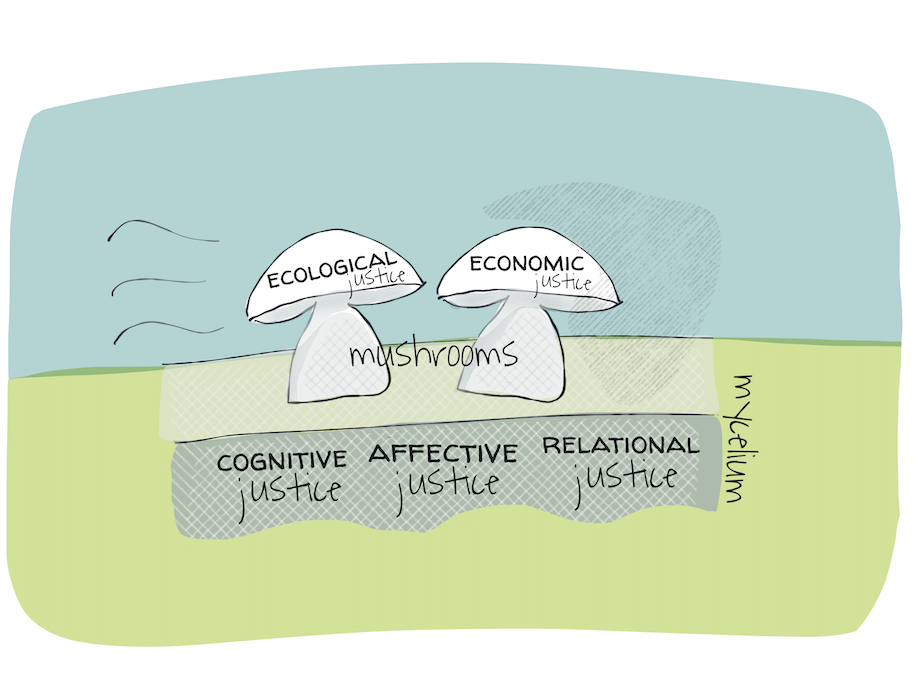 ECOLOGICAL
justice
ECONOMIC
justice
mushrooms
mycelium
COGNITIVE
justice
AFFECTIVE
justice
RELATIONAL
justice